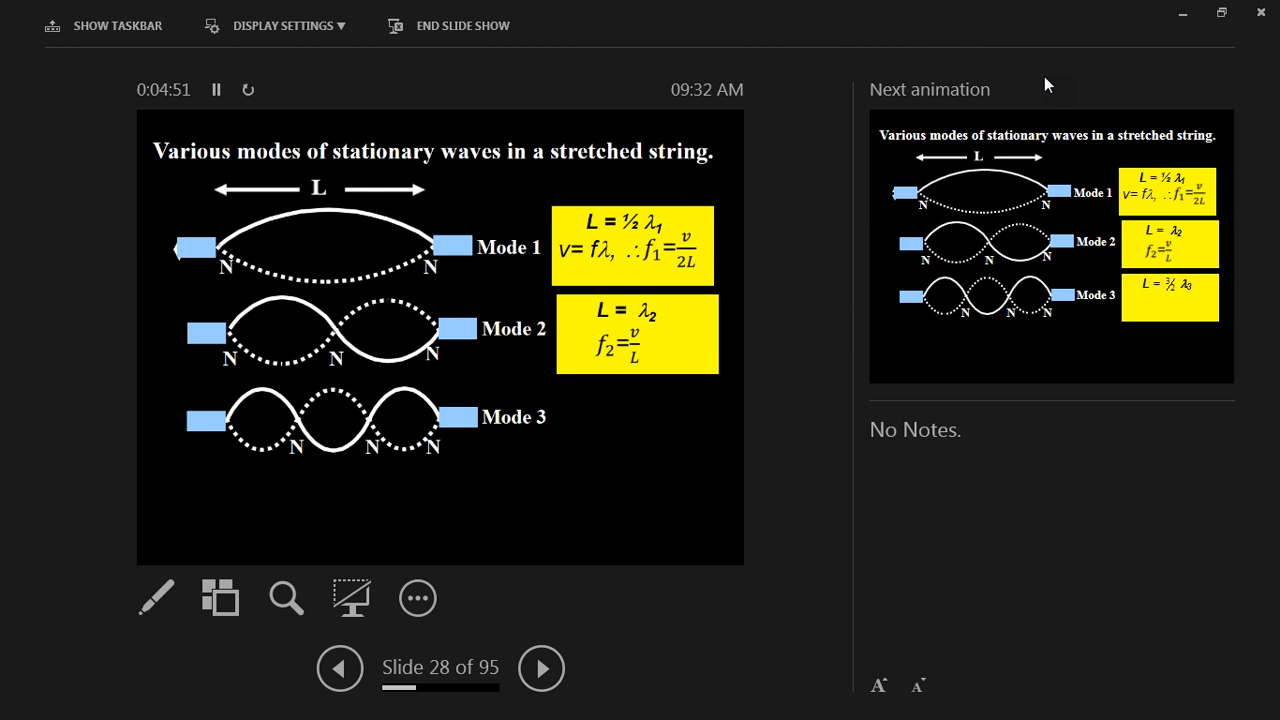 SHOW TASKBAR DISPLAY SETTINGS ▼ END SLIDE SHOW
0:04:51 09:32 AM
Various modes of stationary waves in a stretched string.
L
Mode 1
N N
L = ½ λ₁
v= fλ, ∴f₁=v/2L
Mode 2
N N N
L = λ₂
f₂=v/L
Mode 3
N N N
Slide 28 of 95
Next animation
Various modes of stationary waves in a stretched string.
L
Mode 1
N N
L = ½ λ₁
v= fλ, ∴f₁=v/2L
Mode 2
N N N
L = λ₂
f₂=v/L
Mode 3
N N N
L = 3/2 λ₃
No Notes.
A A